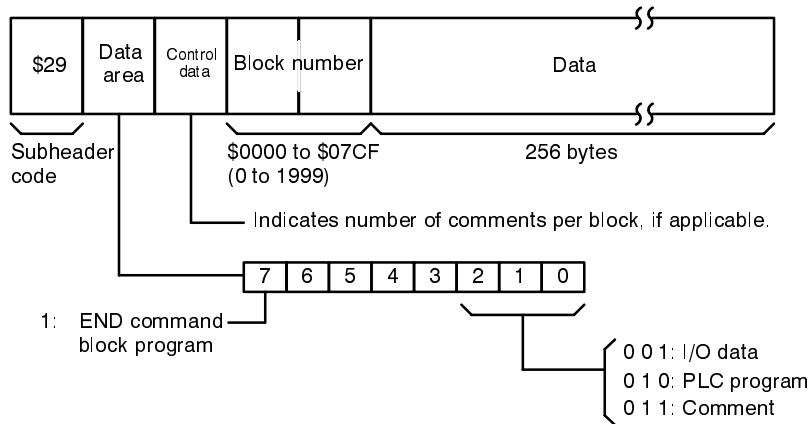 $29
Data area
Control data
Block number
Data
Subheader code
$0000 to $07CF
(0 to 1999)
256 bytes
Indicates number of comments per block, if applicable.
7 6 5 4 3 2 1 0
1: END command
block program
0 0 1: I/O data
0 1 0: PLC program
0 1 1: Comment